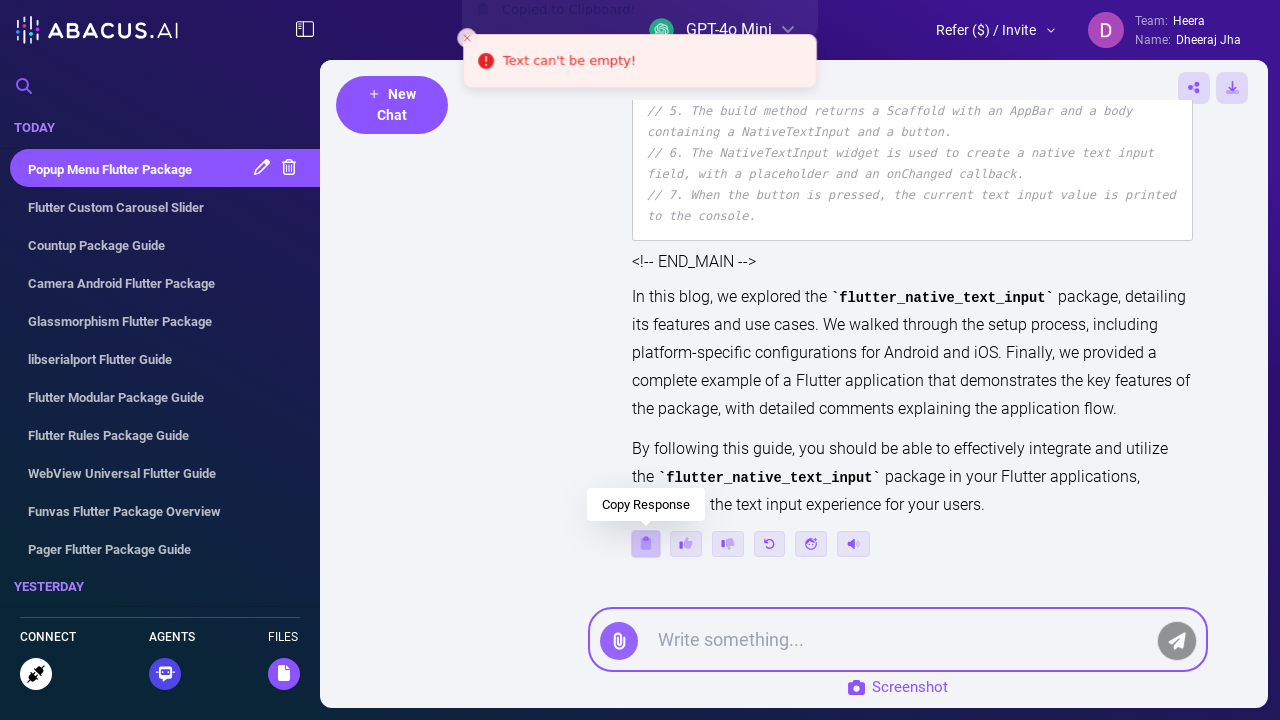 ABACUS.AI
Copied to Clipboard!
GPT-4o Mini
Refer ($) / Invite
D
Team: Heera
Name: Dheeraj Jha
Text can't be empty!
+ New
Chat
TODAY
Popup Menu Flutter Package
Flutter Custom Carousel Slider
Countup Package Guide
Camera Android Flutter Package
Glassmorphism Flutter Package
libserialport Flutter Guide
Flutter Modular Package Guide
Flutter Rules Package Guide
WebView Universal Flutter Guide
Funvas Flutter Package Overview
Pager Flutter Package Guide
YESTERDAY
CONNECT
AGENTS
FILES
// 5. The build method returns a Scaffold with an AppBar and a body
containing a NativeTextInput and a button.
// 6. The NativeTextInput widget is used to create a native text input
field, with a placeholder and an onChanged callback.
// 7. When the button is pressed, the current text input value is printed
to the console.
<!-- END_MAIN -->
In this blog, we explored the `flutter_native_text_input` package, detailing
its features and use cases. We walked through the setup process, including
platform-specific configurations for Android and iOS. Finally, we provided a
complete example of a Flutter application that demonstrates the key features of
the package, with detailed comments explaining the application flow.
By following this guide, you should be able to effectively integrate and utilize
the `flutter_native_text_input` package in your Flutter applications,
the text input experience for your users.
Copy Response
Write something...
Screenshot